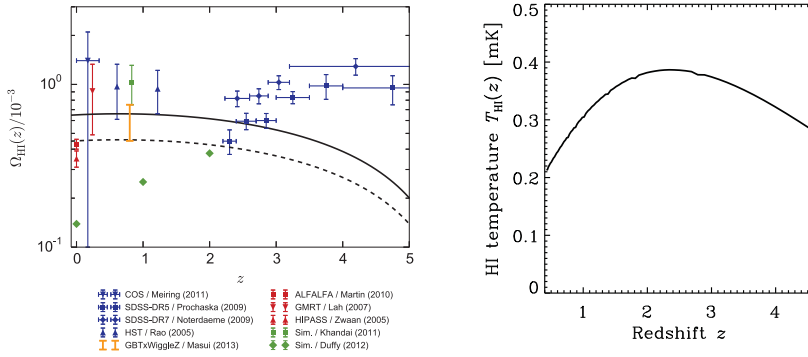 10^0
10^-1
Ω_HI(z)/10^-3
0
1
2
3
4
5
z
COS / Meiring (2011)
SDSS-DR5 / Prochaska (2009)
SDSS-DR7 / Noterdaeme (2009)
HST / Rao (2005)
GBTxWiggleZ / Masui (2013)
ALFALFA / Martin (2010)
GMRT / Lah (2007)
HIPASS / Zwaan (2005)
Sim. / Khandai (2011)
Sim. / Duffy (2012)
0.5
0.4
0.3
0.2
0.1
0.0
HI temperature T_HI(z) [mK]
1
2
3
4
Redshift z